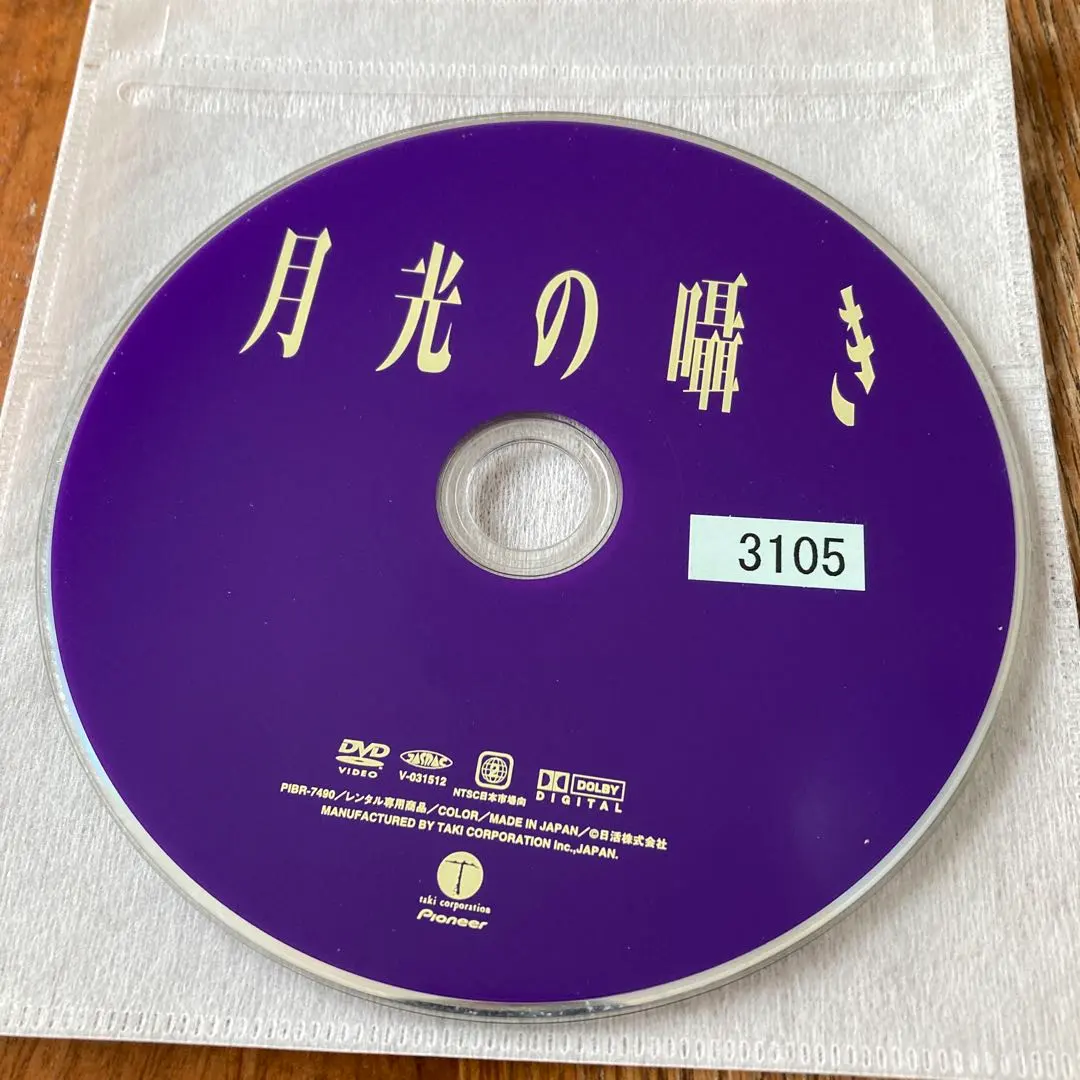 月光の囁き
3105
DVD
VIDEO
JASRAC
V-031512
2
NTSC日本市場向
DOLBY
DIGITAL
PIBR-7490/レンタル専用商品/COLOR/MADE IN JAPAN/©日活株式会社
MANUFACTURED BY TAKI CORPORATION Inc.,JAPAN.
taki corporation
Pioneer